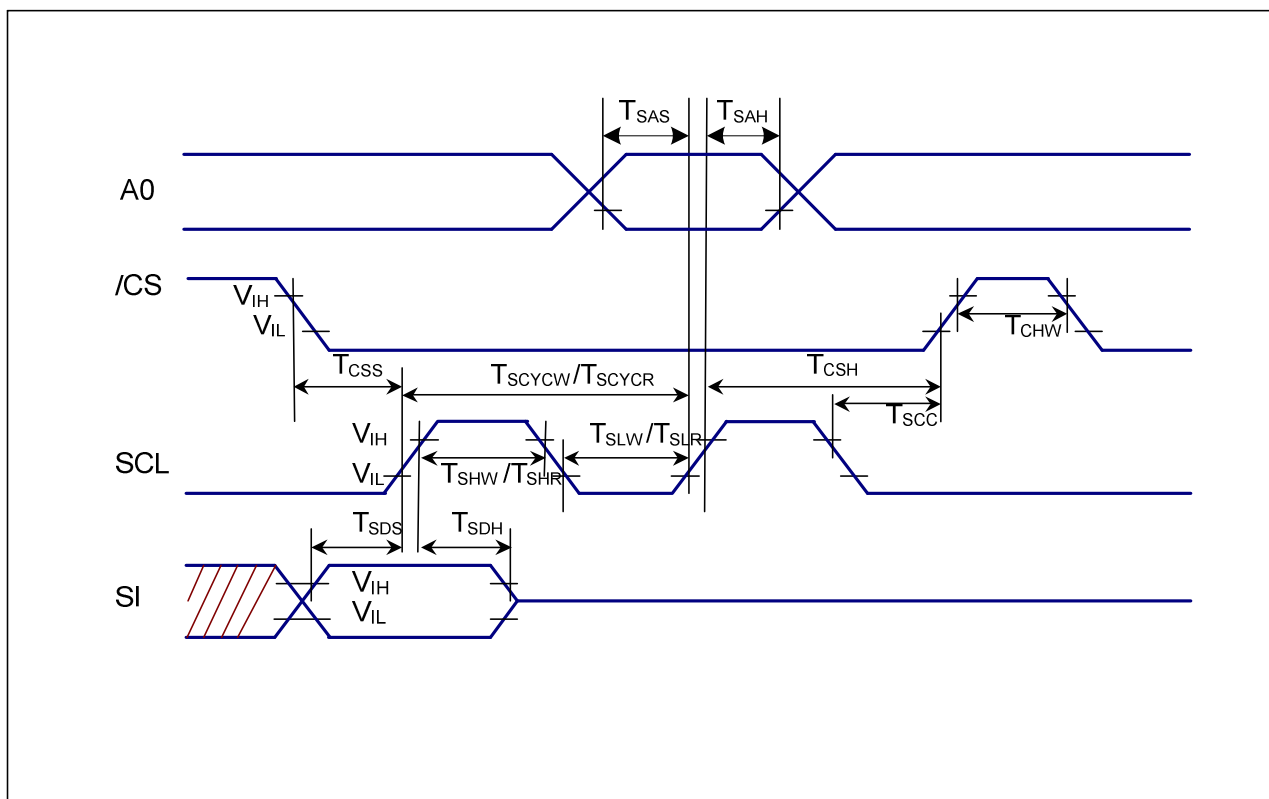 TSAS TSAH
A0
/CS
VIH
VIL
TCHW
TCSS
TSCYCW/TSCYCR
TCSH
TSCC
VIH
TSLW/TSLR
SCL
VIL
TSHW/TSHR
TSDS TSDH
VIH
SI
VIL